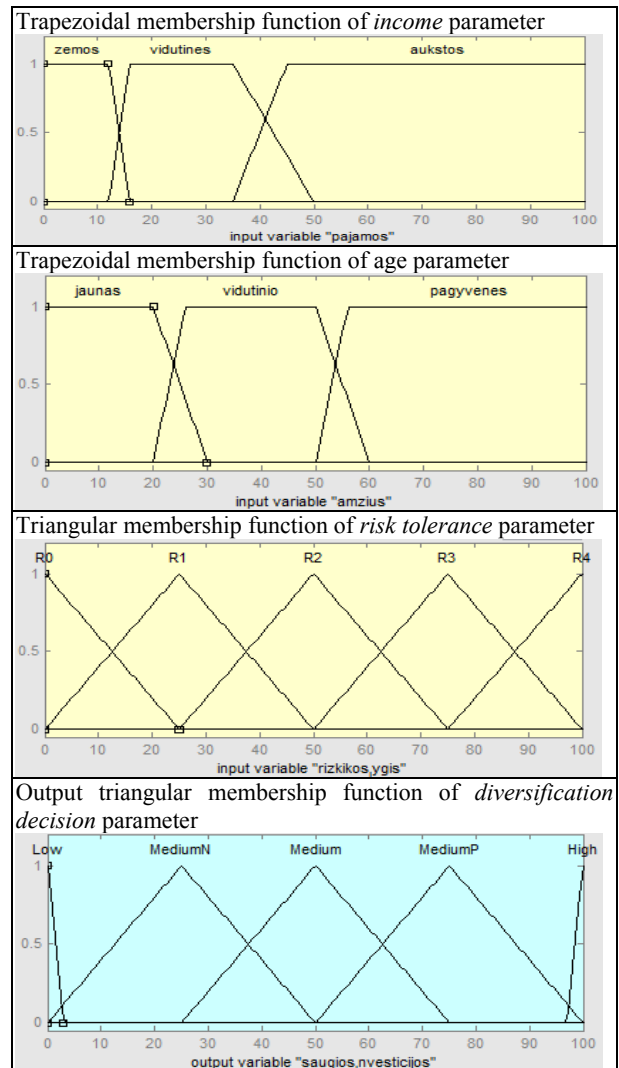 Trapezoidal membership function of income parameter
zemos vidutines aukstos
1
0.5
0
0 10 20 30 40 50 60 70 80 90 100
input variable "pajamos"
Trapezoidal membership function of age parameter
jaunas vidutinio pagyvenes
1
0.5
0
0 10 20 30 40 50 60 70 80 90 100
input variable "amzius"
Triangular membership function of risk tolerance parameter
R0 R1 R2 R3 R4
1
0.5
0
0 10 20 30 40 50 60 70 80 90 100
input variable "rizkikos,ygis"
Output triangular membership function of diversification
decision parameter
Low MediumN Medium MediumP High
1
0.5
0
0 10 20 30 40 50 60 70 80 90 100
output variable "saugios,nvesticijos"